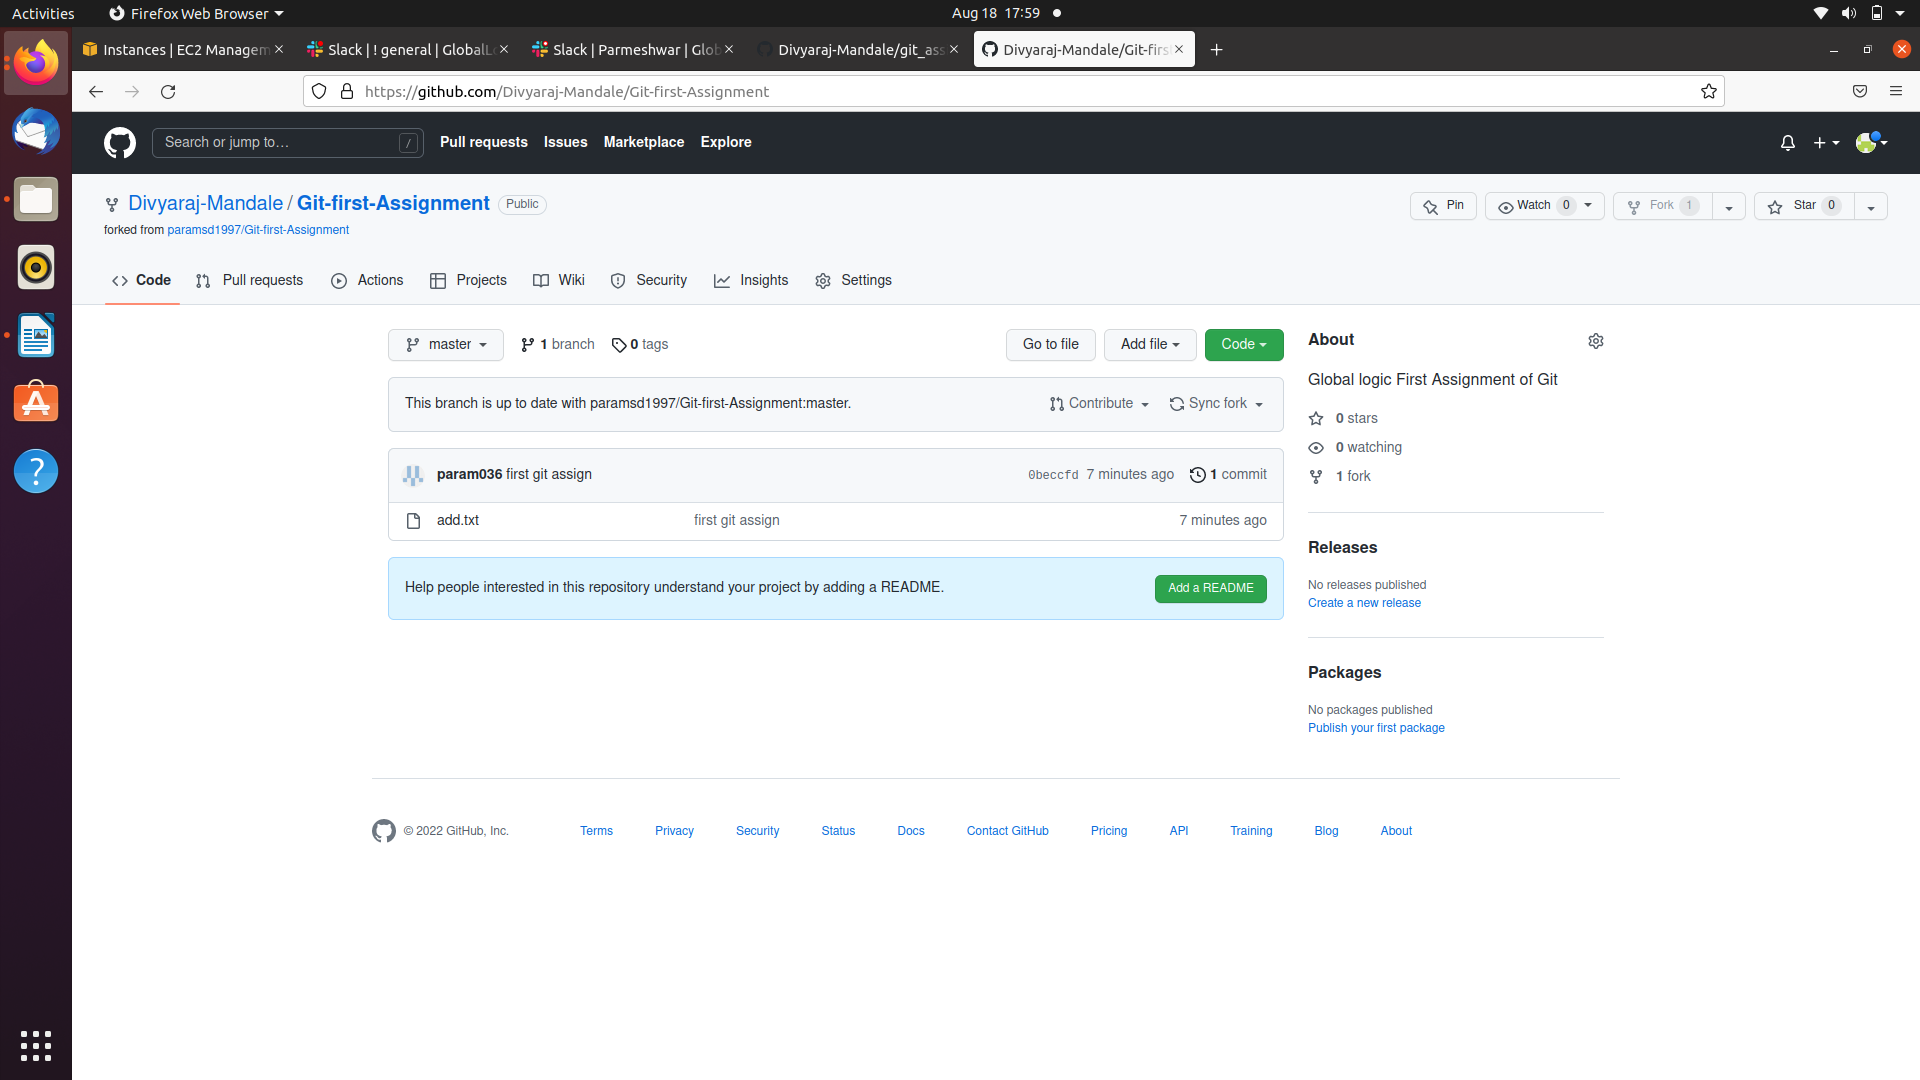 Activities Firefox Web Browser Aug 18 17:59
Instances | EC2 Managem Slack | ! general | GlobalL Slack | Parmeshwar | Glob Divyaraj-Mandale/git_ass Divyaraj-Mandale/Git-firs
https://github.com/Divyaraj-Mandale/Git-first-Assignment
Search or jump to… / Pull requests Issues Marketplace Explore
Divyaraj-Mandale / Git-first-Assignment Public Pin Watch 0 Fork 1 Star 0
forked from paramsd1997/Git-first-Assignment
Code Pull requests Actions Projects Wiki Security Insights Settings
master 1 branch 0 tags Go to file Add file Code
This branch is up to date with paramsd1997/Git-first-Assignment:master. Contribute Sync fork
param036 first git assign 0beccfd 7 minutes ago 1 commit
add.txt first git assign 7 minutes ago
Help people interested in this repository understand your project by adding a README. Add a README
About
Global logic First Assignment of Git
0 stars
0 watching
1 fork
Releases
No releases published
Create a new release
Packages
No packages published
Publish your first package
© 2022 GitHub, Inc. Terms Privacy Security Status Docs Contact GitHub Pricing API Training Blog About